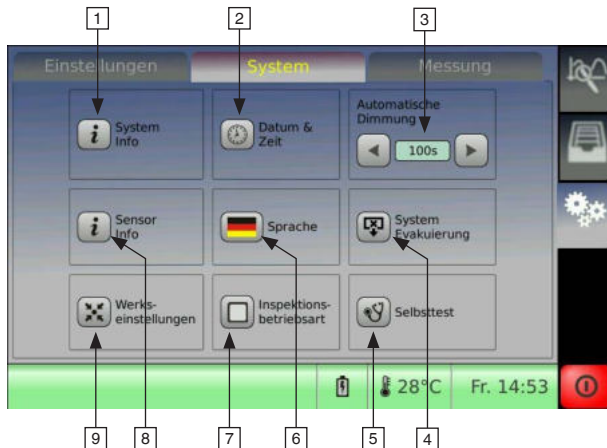 1
2
3
Einstellungen
System
Messung
System
Info
Datum &
Zeit
Automatische
Dimmung
100s
Sensor
Info
Sprache
System
Evakuierung
Werks-
einstellungen
Inspektions-
betriebsart
Selbsttest
28°C
Fr. 14:53
9
8
7
6
5
4